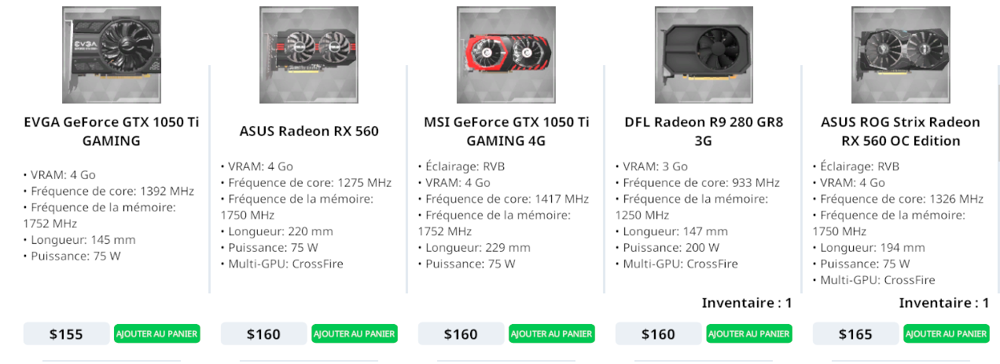 EVGA
EVGA GeForce GTX 1050 Ti
GAMING
• VRAM: 4 Go
• Fréquence de core: 1392 MHz
• Fréquence de la mémoire:
1752 MHz
• Longueur: 145 mm
• Puissance: 75 W
$155
AJOUTER AU PANIER
ASUS Radeon RX 560
• VRAM: 4 Go
• Fréquence de core: 1275 MHz
• Fréquence de la mémoire:
1750 MHz
• Longueur: 220 mm
• Puissance: 75 W
• Multi-GPU: CrossFire
$160
AJOUTER AU PANIER
MSI GeForce GTX 1050 Ti
GAMING 4G
• Éclairage: RVB
• VRAM: 4 Go
• Fréquence de core: 1417 MHz
• Fréquence de la mémoire:
1752 MHz
• Longueur: 229 mm
• Puissance: 75 W
$160
AJOUTER AU PANIER
DFL Radeon R9 280 GR8
3G
• VRAM: 3 Go
• Fréquence de core: 933 MHz
• Fréquence de la mémoire:
1250 MHz
• Longueur: 147 mm
• Puissance: 200 W
• Multi-GPU: CrossFire
Inventaire : 1
$160
AJOUTER AU PANIER
ASUS ROG Strix Radeon
RX 560 OC Edition
• Éclairage: RVB
• VRAM: 4 Go
• Fréquence de core: 1326 MHz
• Fréquence de la mémoire:
1750 MHz
• Longueur: 194 mm
• Puissance: 75 W
• Multi-GPU: CrossFire
Inventaire : 1
$165
AJOUTER AU PANIER